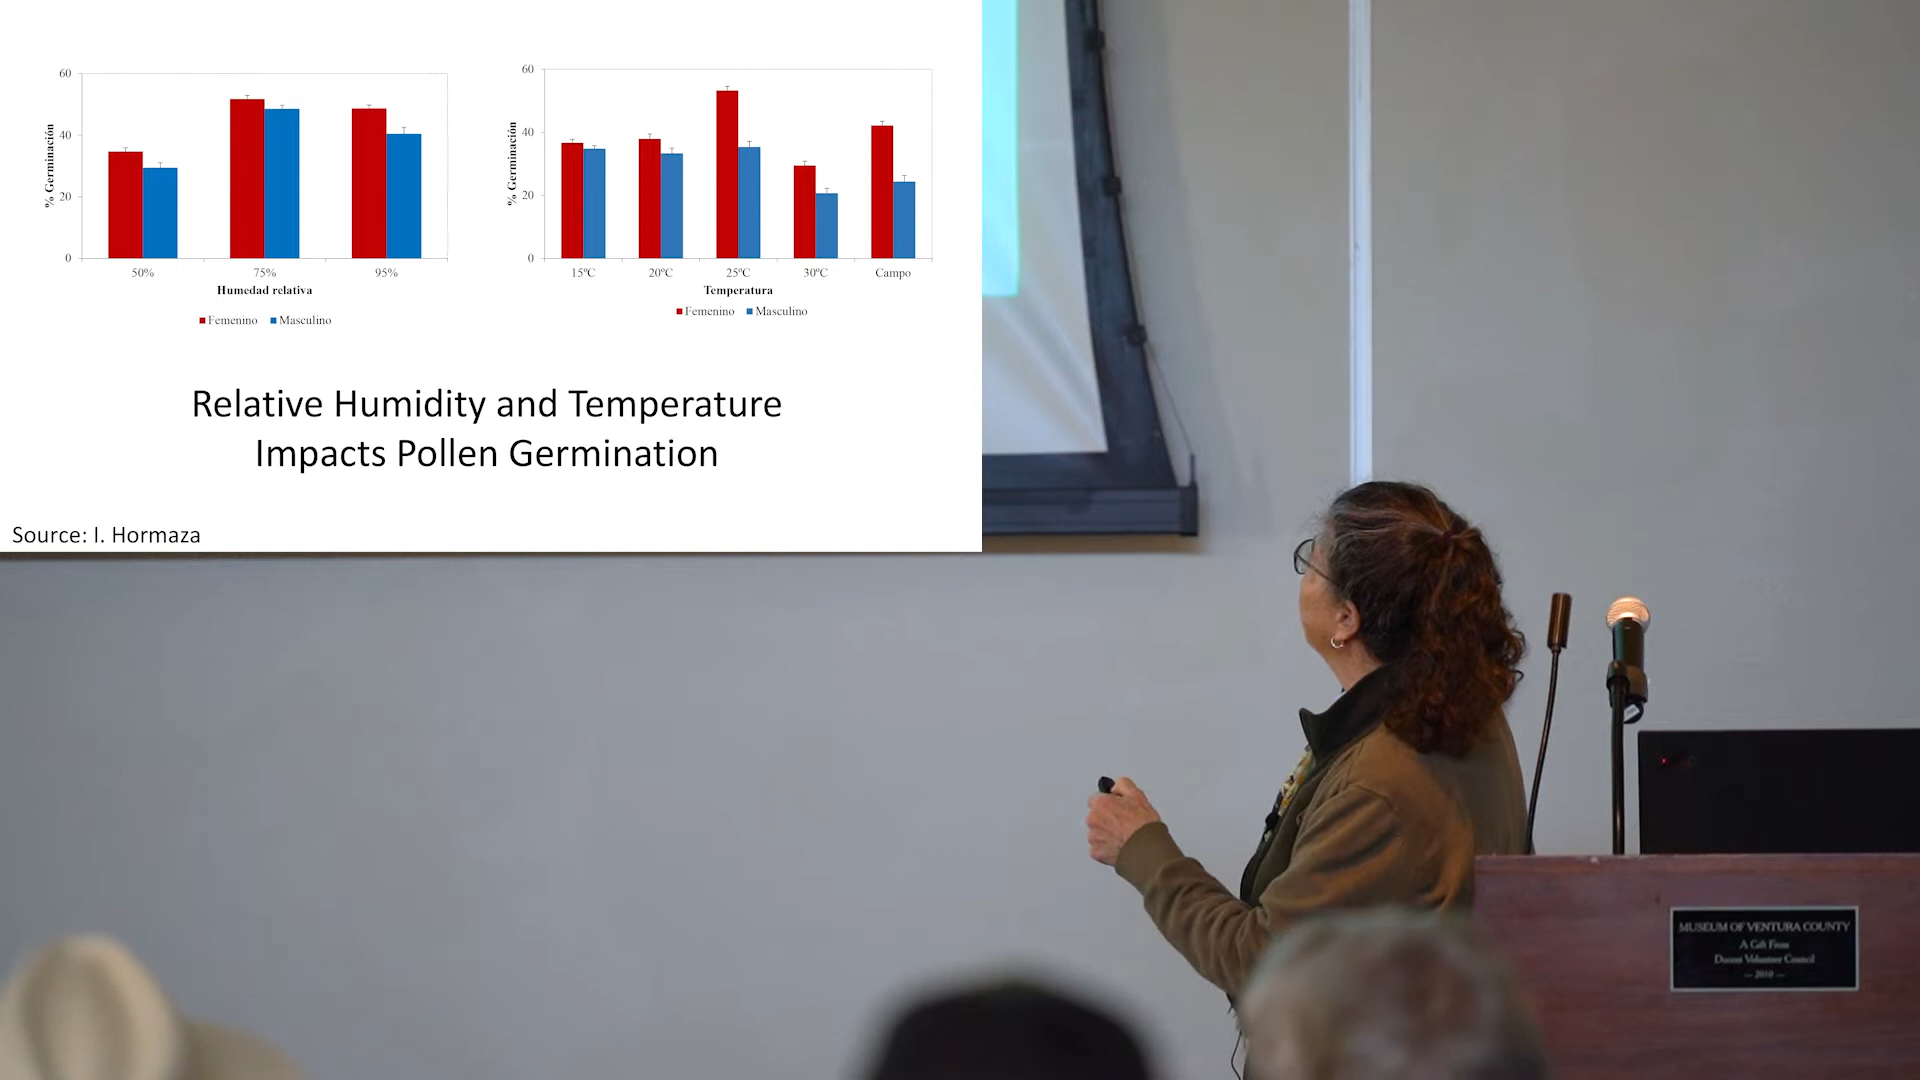 60
40
20
0
% Germinación
50%
75%
95%
Humedad relativa
Femenino
Masculino
60
40
20
0
% Germinación
15ºC
20ºC
25ºC
30ºC
Campo
Temperatura
Femenino
Masculino
Relative Humidity and Temperature
Impacts Pollen Germination
Source: I. Hormaza
MUSEUM OF VENTURA COUNTY
A Gift From
Docent Volunteer Council
— 2010 —